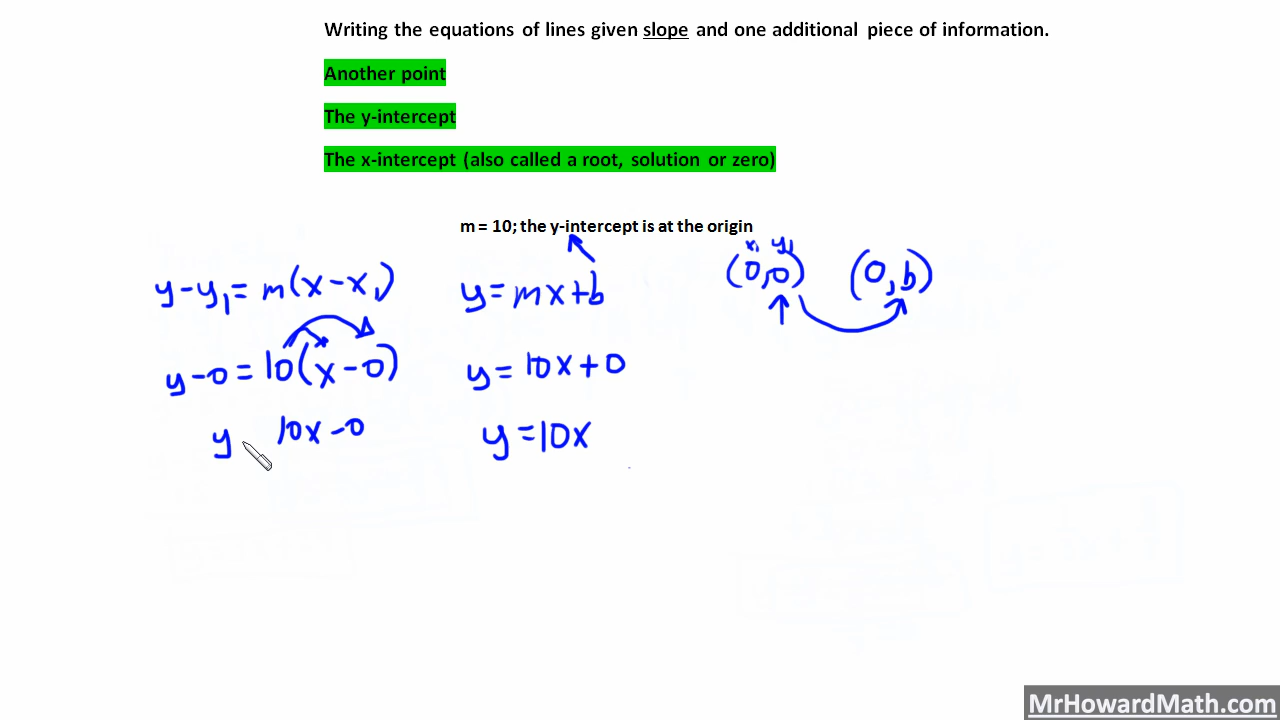 Writing the equations of lines given slope and one additional piece of information.
Another point
The y-intercept
The x-intercept (also called a root, solution or zero)
m = 10; the y-intercept is at the origin
y-y₁=m(x-x₁)
y-0=10(x-0)
y 10x-0
y=mx+b
y=10x+0
y=10x
x₁ y₁
(0,0) (0,b)
MrHowardMath.com